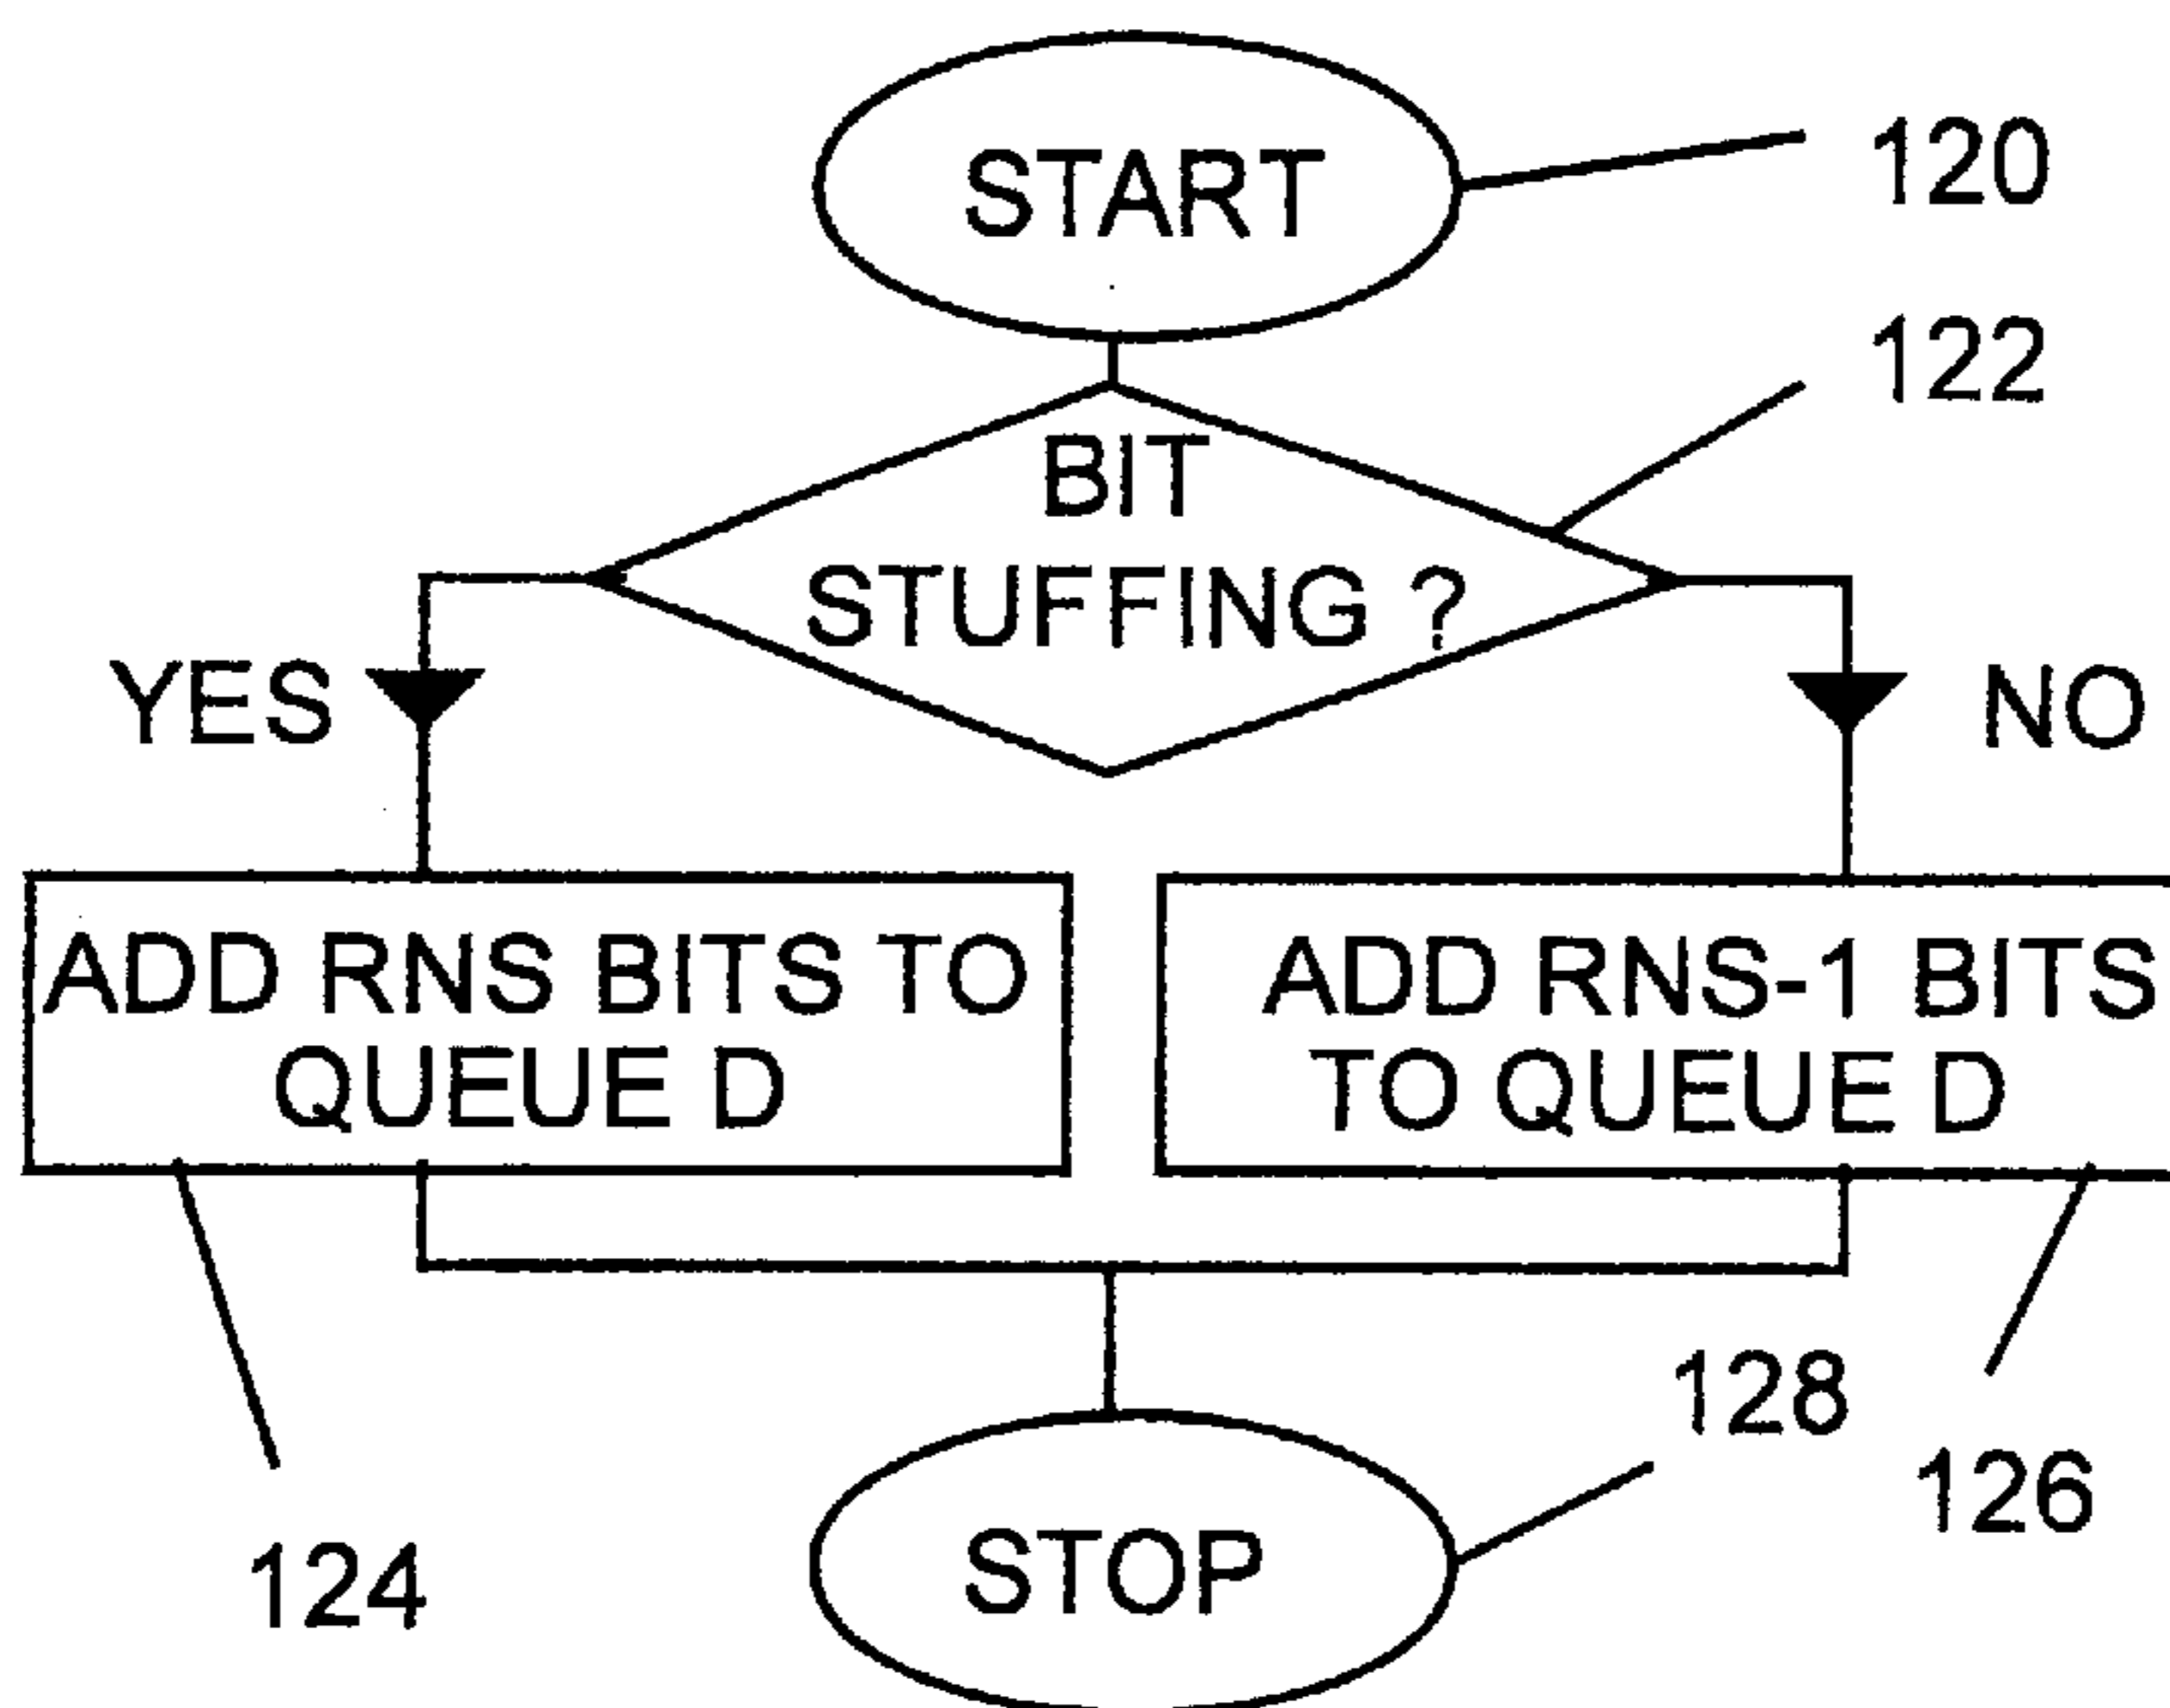 START
120
122
BIT
STUFFING ?
YES
NO
ADD RNS BITS TO
QUEUE D
ADD RNS-1 BITS
TO QUEUE D
128
126
124
STOP